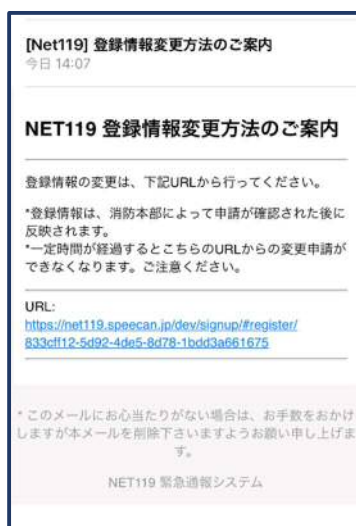 [Net119] 登録情報変更方法のご案内
今日 14:07
NET119 登録情報変更方法のご案内
登録情報の変更は、下記URLから行ってください。
*登録情報は、消防本部によって申請が確認された後に
反映されます。
*一定時間が経過するとこちらのURLからの変更申請が
できなくなります。ご注意ください。
URL:
https://net119.speecan.jp/dev/signup/#register/
833cff12-5d92-4de5-8d78-1bdd3a661675
* このメールにお心当たりがない場合は、お手数をおかけ
しますが本メールを削除下さいますようお願い申し上げま
す。
NET119 緊急通報システム